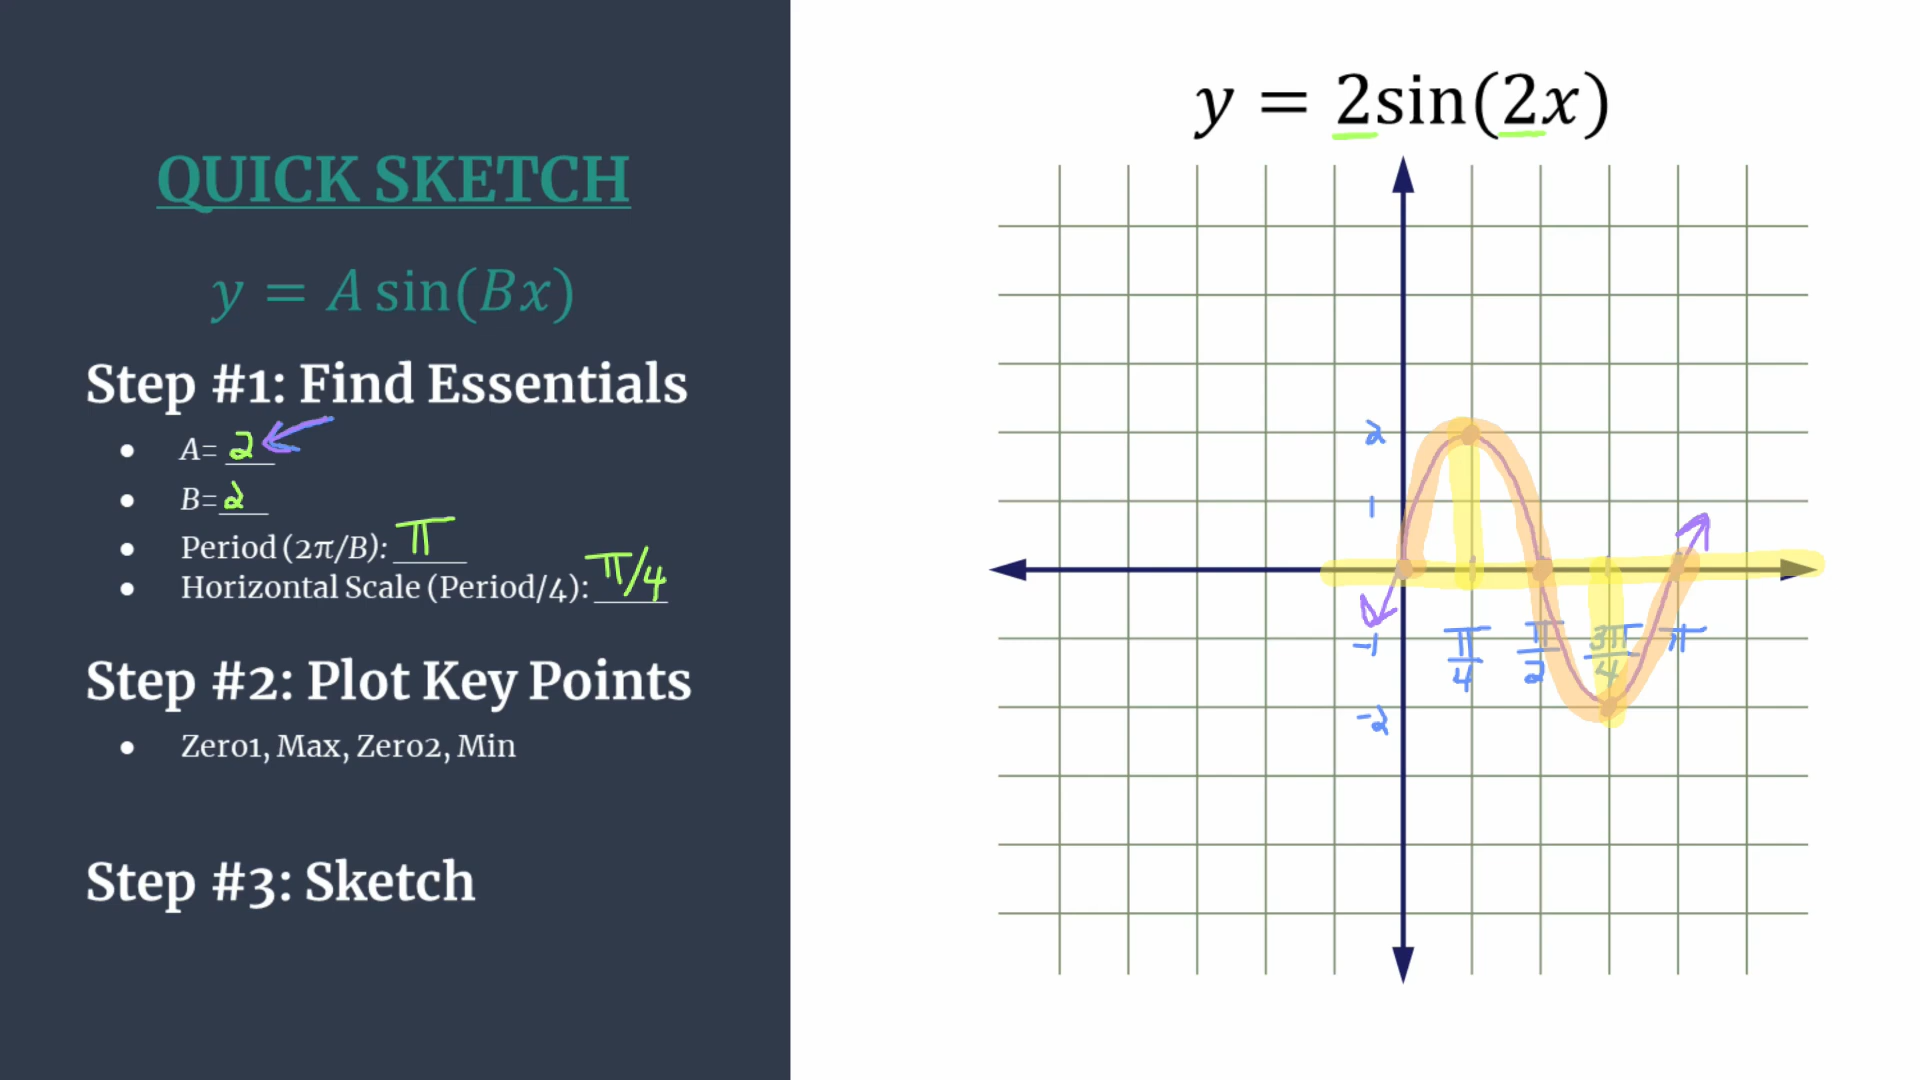 QUICK SKETCH
y = A sin(Bx)
Step #1: Find Essentials
• A= 2
• B= 2
• Period (2π/B): π
• Horizontal Scale (Period/4): π/4
Step #2: Plot Key Points
• Zero1, Max, Zero2, Min
Step #3: Sketch
y = 2sin(2x)
2
1
-1
-2
π/4 π/2 3π/4 π